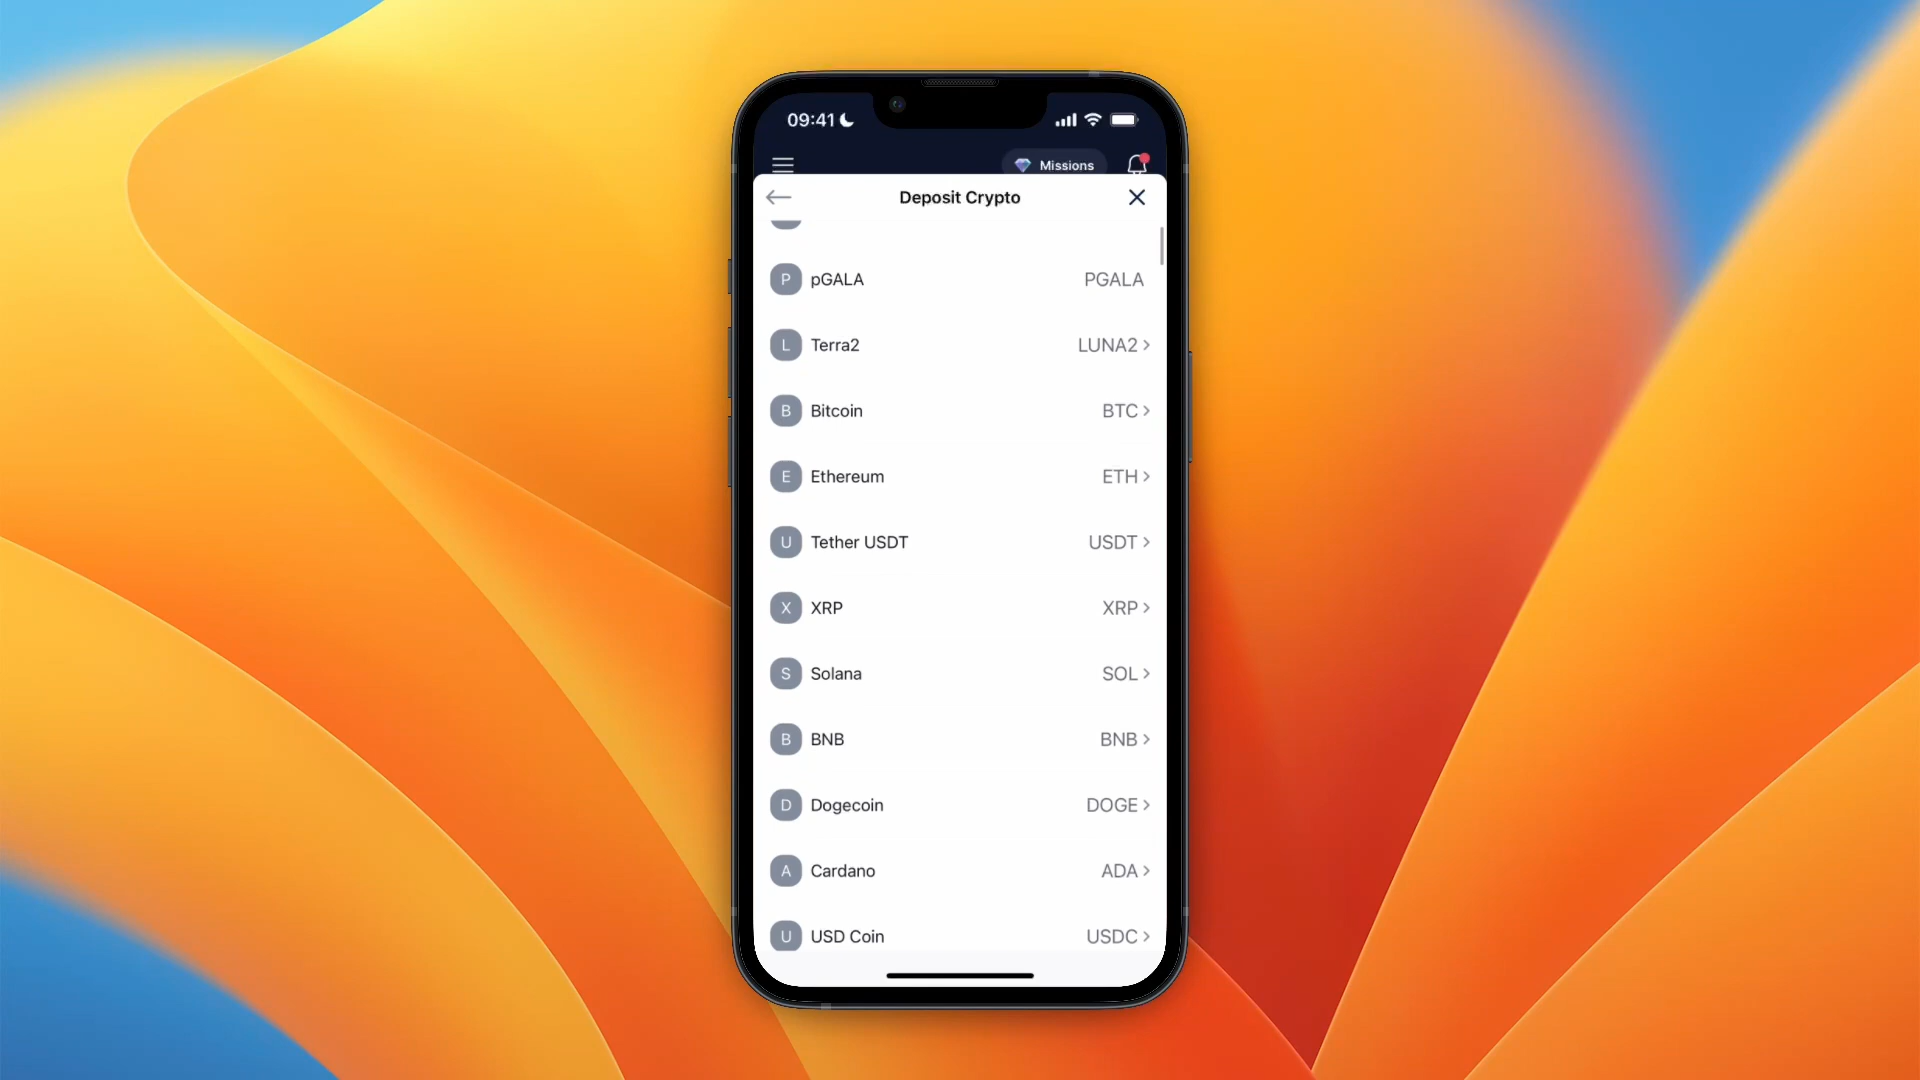 09:41
Missions
Deposit Crypto
P pGALA PGALA
L Terra2 LUNA2
B Bitcoin BTC
E Ethereum ETH
U Tether USDT USDT
X XRP XRP
S Solana SOL
B BNB BNB
D Dogecoin DOGE
A Cardano ADA
U USD Coin USDC